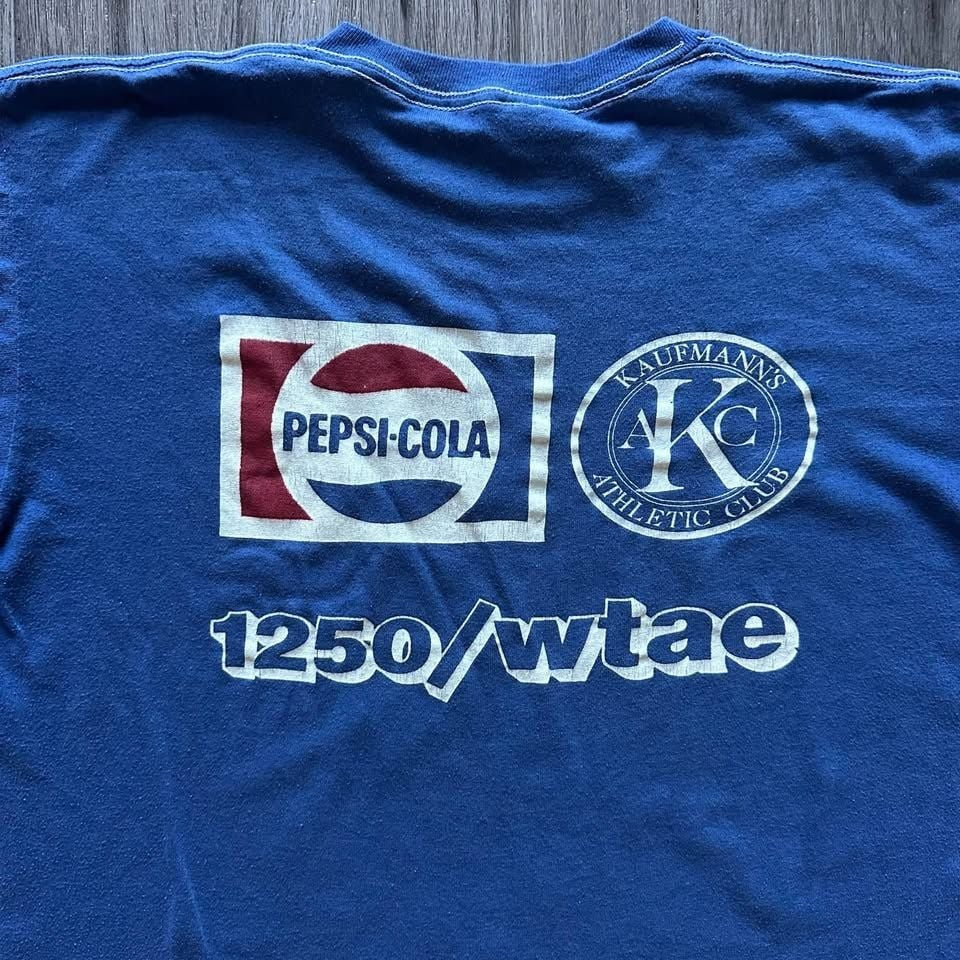 PEPSI-COLA
KAUFMANN'S
AKC
ATHLETIC CLUB
1250/wtae